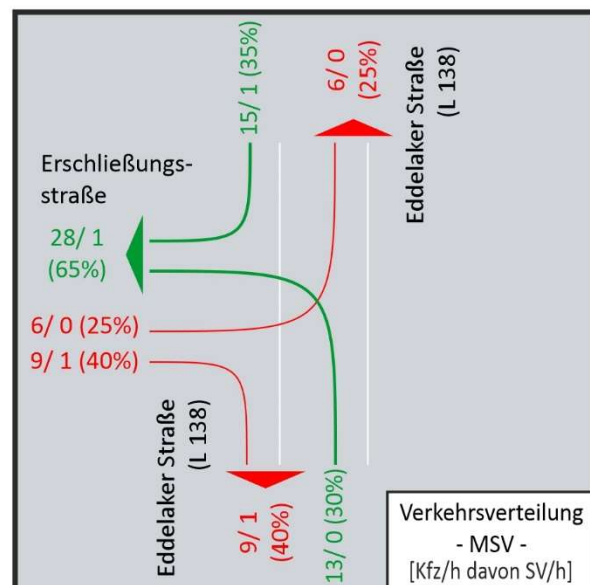 15/ 1 (35%)
6/ 0
(25%)
Eddelaker Straße
(L 138)
Erschließungs-
straße
28/ 1
(65%)
6/ 0 (25%)
9/ 1 (40%)
Eddelaker Straße
(L 138)
9/ 1
(40%)
13/ 0 (30%)
Verkehrsverteilung
- MSV -
[Kfz/h davon SV/h]